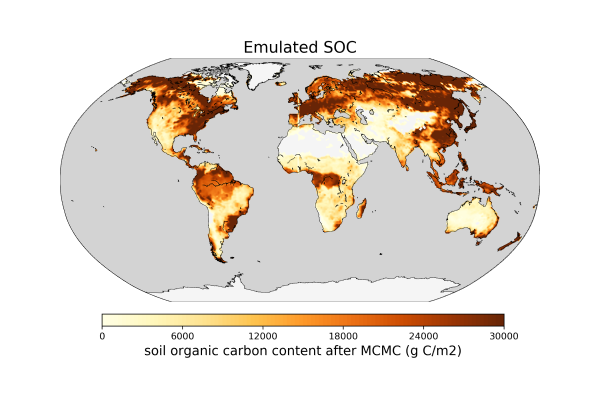 Emulated SOC
0 6000 12000 18000 24000 30000
soil organic carbon content after MCMC (g C/m2)